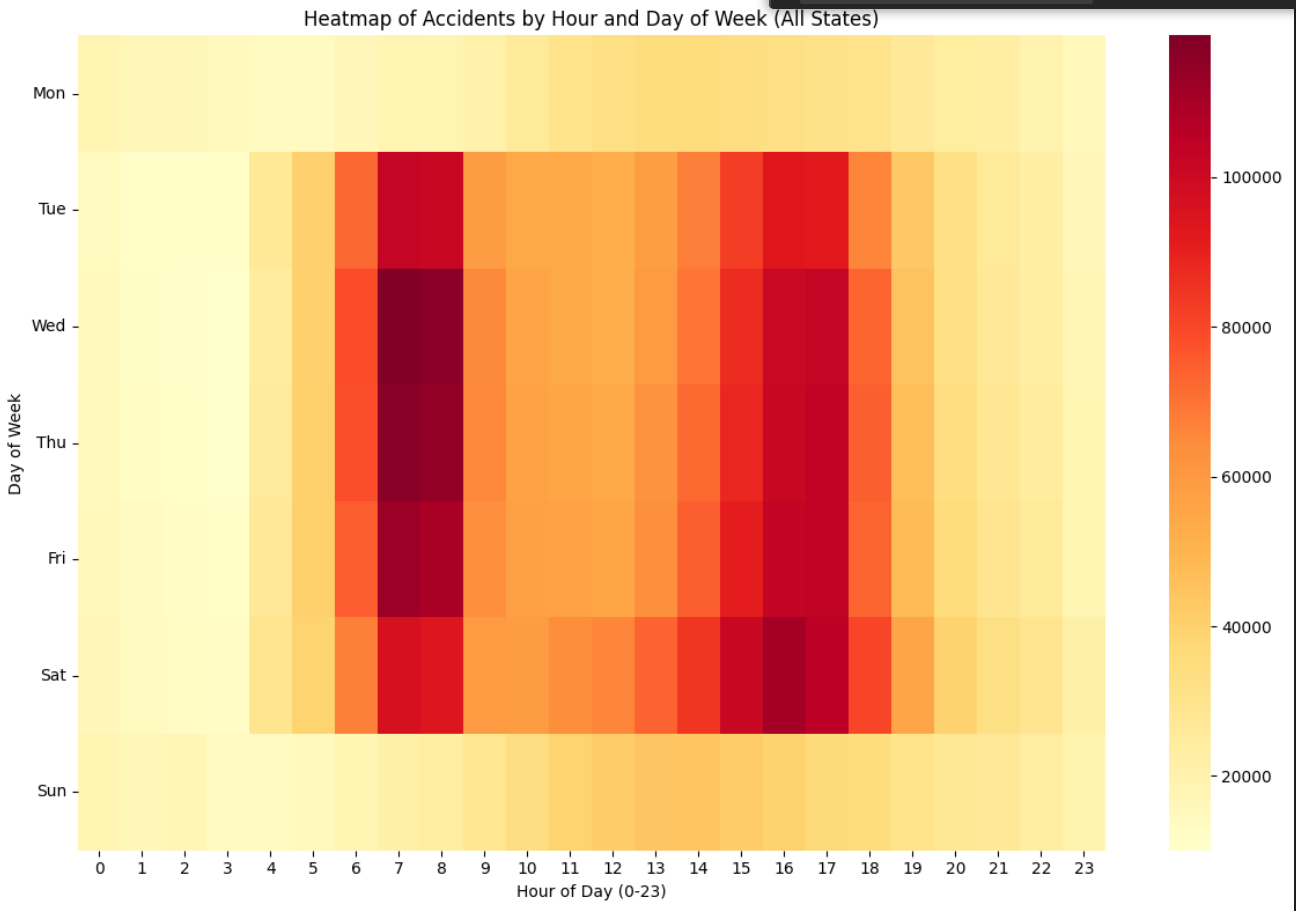 Heatmap of Accidents by Hour and Day of Week (All States)
Mon
Tue
Wed
Thu
Fri
Sat
Sun
Day of Week
0 1 2 3 4 5 6 7 8 9 10 11 12 13 14 15 16 17 18 19 20 21 22 23
Hour of Day (0-23)
100000
80000
60000
40000
20000